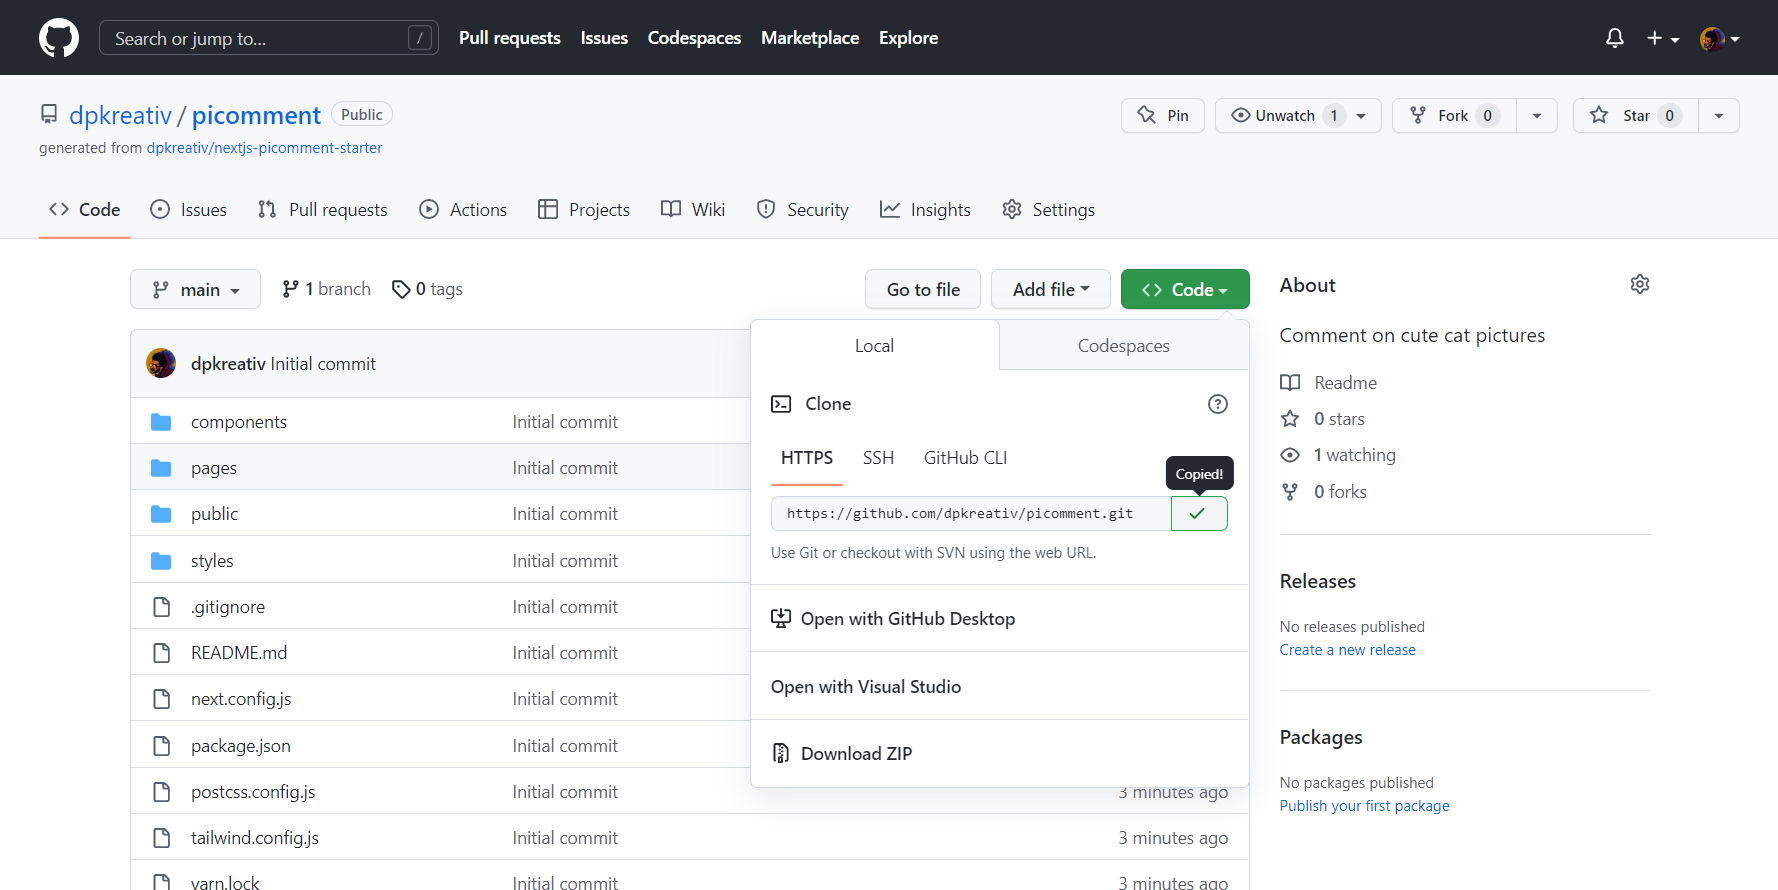 Search or jump to... /
Pull requests Issues Codespaces Marketplace Explore
dpkreativ / picomment Public
generated from dpkreativ/nextjs-picomment-starter
Pin Unwatch 1 Fork 0 Star 0
Code Issues Pull requests Actions Projects Wiki Security Insights Settings
main 1 branch 0 tags Go to file Add file Code
dpkreativ Initial commit
components Initial commit
pages Initial commit
public Initial commit
styles Initial commit
.gitignore Initial commit
README.md Initial commit
next.config.js Initial commit
package.json Initial commit
postcss.config.js Initial commit 3 minutes ago
tailwind.config.js Initial commit 3 minutes ago
yarn.lock Initial commit 3 minutes ago
Local Codespaces
Clone
HTTPS SSH GitHub CLI
Copied!
https://github.com/dpkreativ/picomment.git
Use Git or checkout with SVN using the web URL.
Open with GitHub Desktop
Open with Visual Studio
Download ZIP
About
Comment on cute cat pictures
Readme
0 stars
1 watching
0 forks
Releases
No releases published
Create a new release
Packages
No packages published
Publish your first package